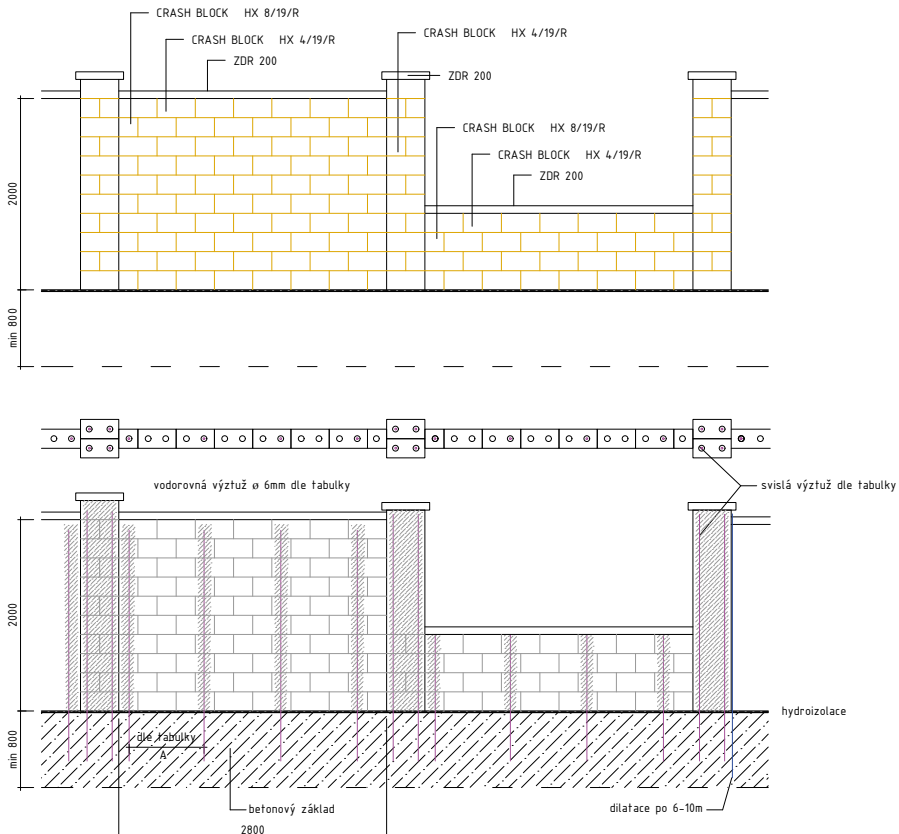 CRASH BLOCK HX 8/19/R
CRASH BLOCK HX 4/19/R
ZDR 200
CRASH BLOCK HX 4/19/R
ZDR 200
CRASH BLOCK HX 8/19/R
CRASH BLOCK HX 4/19/R
ZDR 200
2000
min 800
vodorovná výztuž ø 6mm dle tabulky
svislá výztuž dle tabulky
2000
min 800
hydroizolace
dle tabulky
A
betonový základ
dilatace po 6-10m
2800